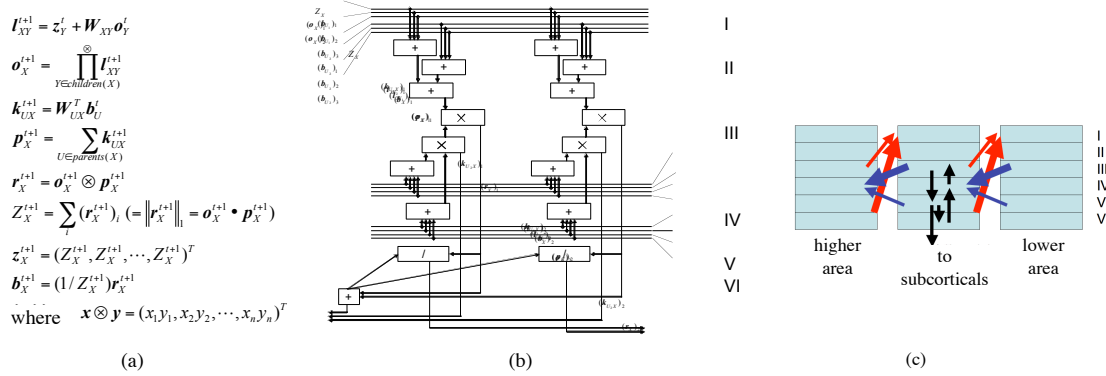 l_{XY}^{t+1} = z_Y^t + W_{XY} o_Y^t
o_X^{t+1} = ∏^{⊗}_{Y∈children(X)} l_{XY}^{t+1}
k_{UX}^{t+1} = W_{UX}^T b_U^t
p_X^{t+1} = ∑_{U∈parents(X)} k_{UX}^{t+1}
r_X^{t+1} = o_X^{t+1} ⊗ p_X^{t+1}
Z_X^{t+1} = ∑_i (r_X^{t+1})_i (= ‖r_X^{t+1}‖_1 = o_X^{t+1} • p_X^{t+1})
z_X^{t+1} = (Z_X^{t+1}, Z_X^{t+1}, ⋯, Z_X^{t+1})^T
b_X^{t+1} = (1/Z_X^{t+1}) r_X^{t+1}
where x ⊗ y = (x_1y_1, x_2y_2, ⋯, x_ny_n)^T
(a)
Z_X
+ +
+ +
+ +
× ×
× ×
+ +
+ +
/ /
+
(b)
I
II
III
IV
V
VI
I
II
III
IV
V
V
higher
area
to
subcorticals
lower
area
(c)